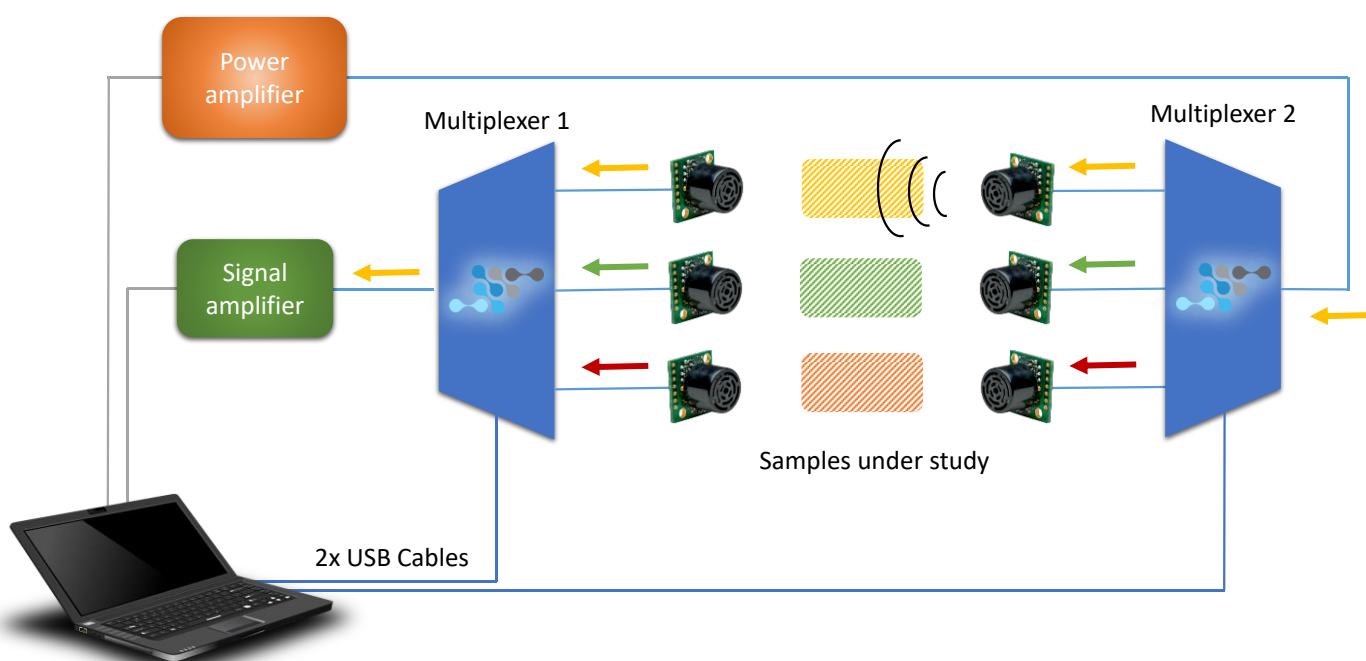 Power
amplifier
Multiplexer 1
Multiplexer 2
Signal
amplifier
Samples under study
2x USB Cables